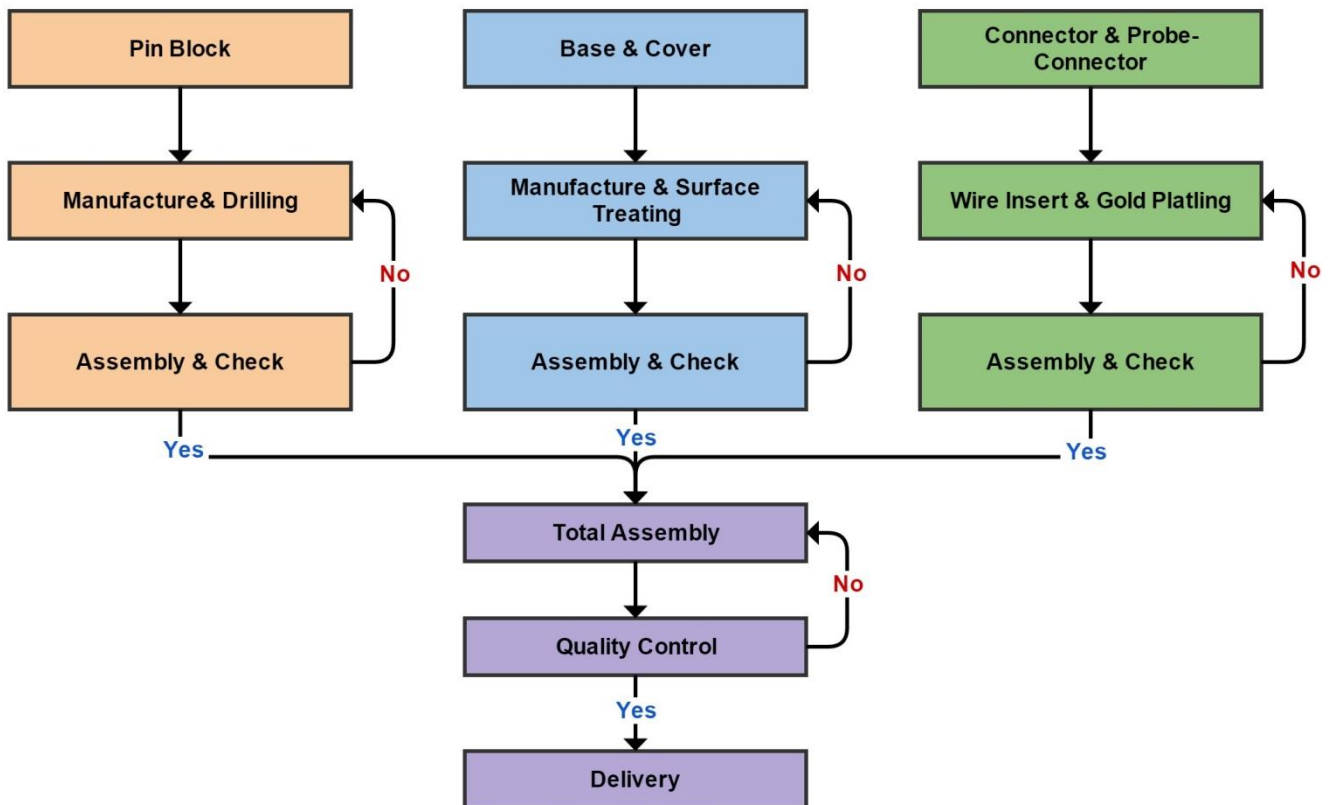 Pin Block
Base & Cover
Connector & Probe-
Connector
Manufacture& Drilling
Manufacture & Surface
Treating
Wire Insert & Gold Platling
No
No
No
Assembly & Check
Assembly & Check
Assembly & Check
Yes
Yes
Yes
Total Assembly
No
Quality Control
Yes
Delivery